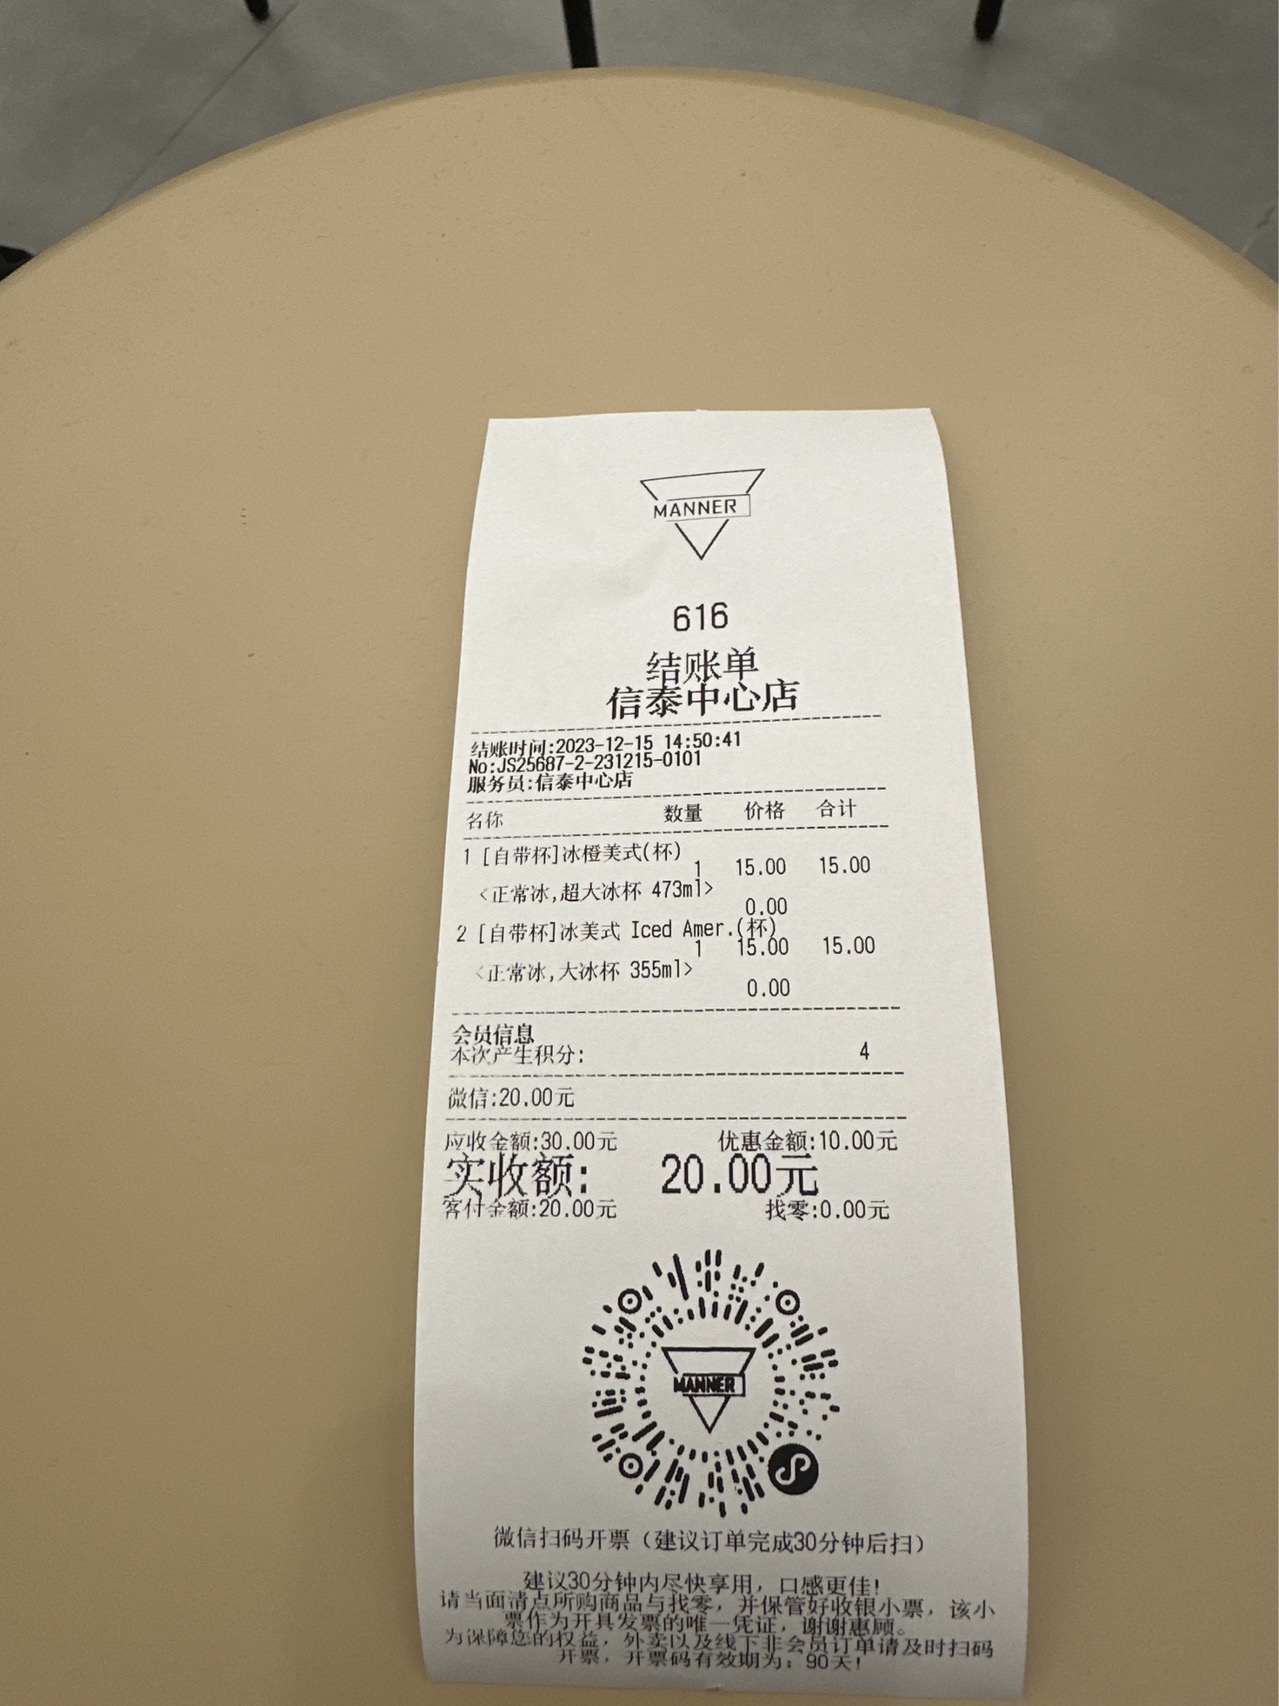 MANNER
616
结账单
信泰中心店
结账时间:2023-12-15 14:50:41
No:JS25687-2-231215-0101
服务员:信泰中心店
名称 数量 价格 合计
1 [自带杯]冰橙美式(杯)
1 15.00 15.00
<正常冰,超大冰杯 473ml>
0.00
2 [自带杯]冰美式 Iced Amer.(杯)
1 15.00 15.00
<正常冰,大冰杯 355ml>
0.00
会员信息
本次产生积分: 4
微信:20.00元
应收金额:30.00元 优惠金额:10.00元
实收额: 20.00元
客付金额:20.00元 找零:0.00元
MANNER
微信扫码开票（建议订单完成30分钟后扫）
建议30分钟内尽快享用，口感更佳!
请当面清点所购商品与找零，并保管好收银小票，该小
票作为开具发票的唯一凭证，谢谢惠顾。
为保障您的权益，外卖以及线下非会员订单请及时扫码
开票，开票码有效期为：90天!